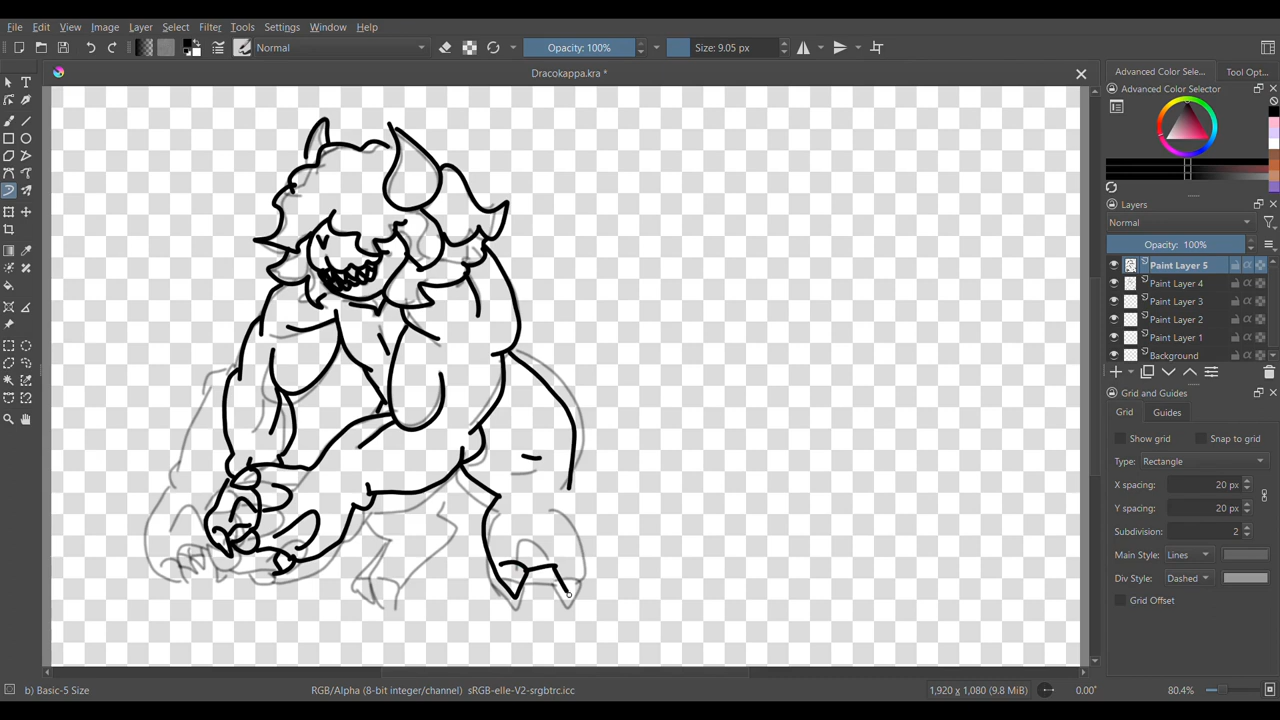 File Edit View Image Layer Select Filter Tools Settings Window Help
Normal Opacity: 100% Size: 9.05 px
Dracokappa.kra *
Advanced Color Sele... Tool Opt...
Advanced Color Selector
Layers
Normal
Opacity: 100%
Paint Layer 5
Paint Layer 4
Paint Layer 3
Paint Layer 2
Paint Layer 1
Background
Grid and Guides
Grid Guides
Show grid Snap to grid
Type: Rectangle
X spacing: 20 px
Y spacing: 20 px
Subdivision: 2
Main Style: Lines
Div Style: Dashed
Grid Offset
b) Basic-5 Size RGB/Alpha (8-bit integer/channel) sRGB-elle-V2-srgbtrc.icc 1,920 x 1,080 (9.8 MiB) 0.00° 80.4%